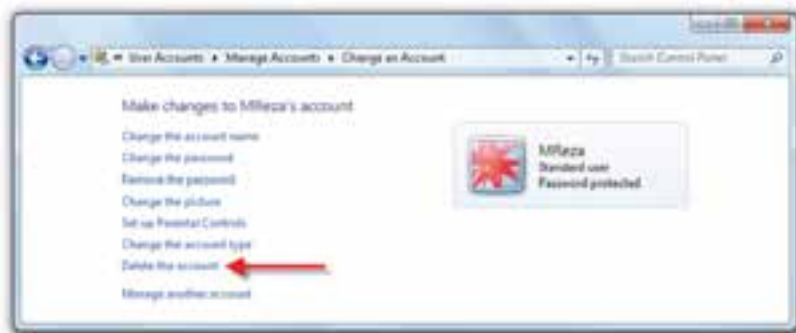 User Accounts ▸ Manage Accounts ▸ Change an Account
Search Control Panel
Make changes to MReza's account
Change the account name
Change the password
Remove the password
Change the picture
Set up Parental Controls
Change the account type
Delete the account
Manage another account
MReza
Standard user
Password protected